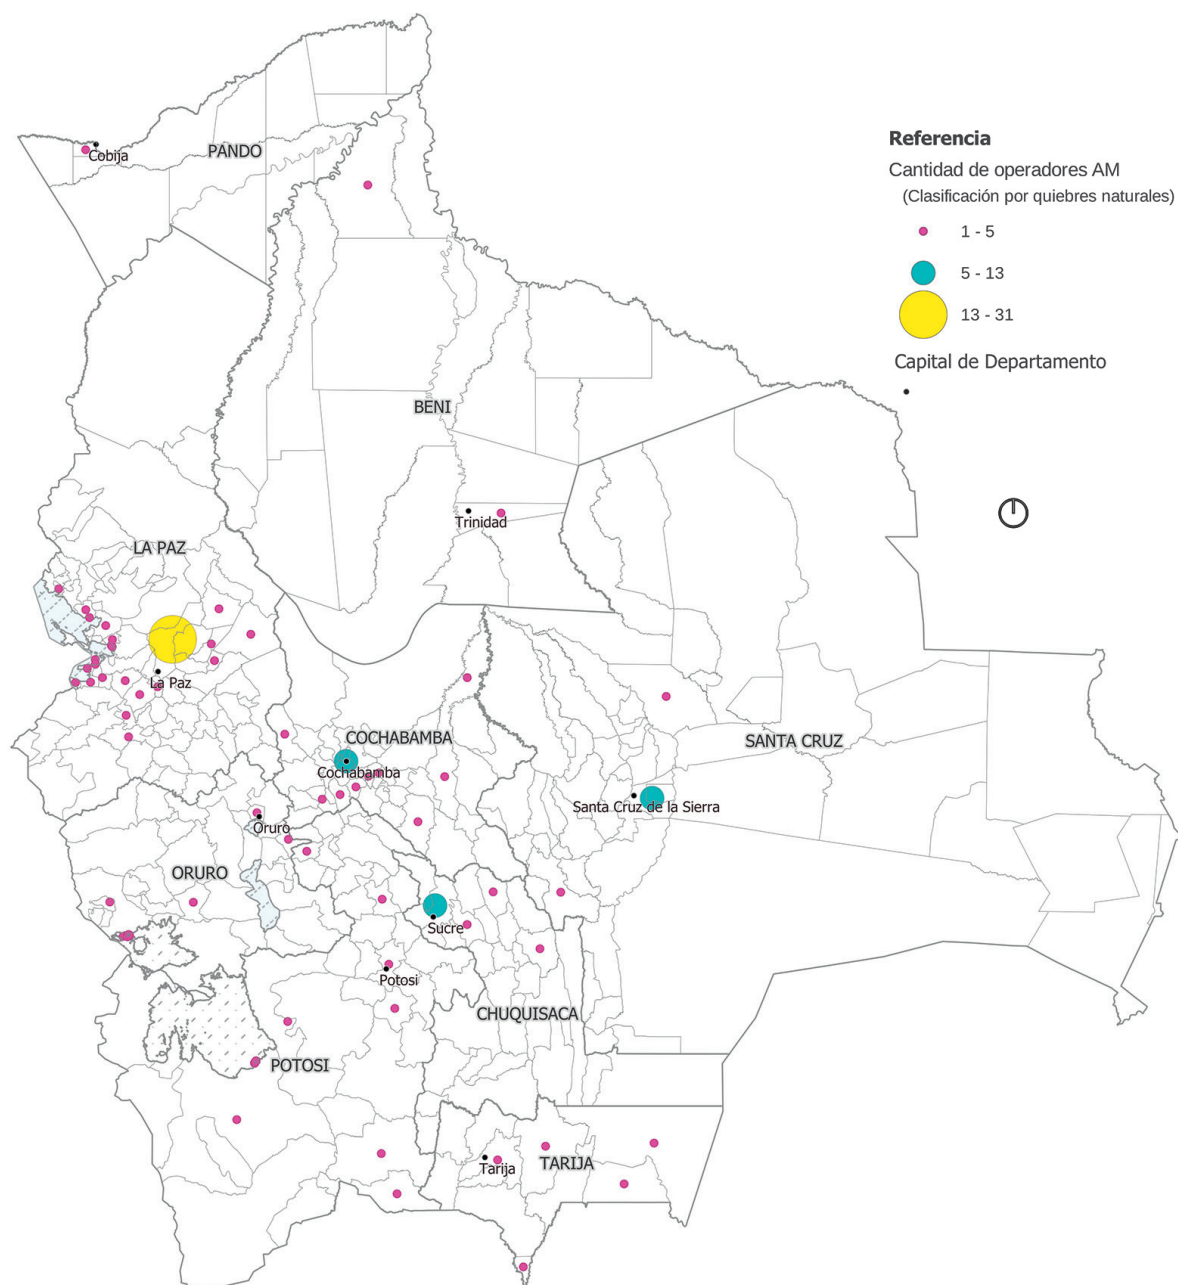 Referencia
Cantidad de operadores AM
(Clasificación por quiebres naturales)
1 - 5
5 - 13
13 - 31
Capital de Departamento
Cobija
PANDO
BENI
Trinidad
LA PAZ
La Paz
COCHABAMBA
Cochabamba
SANTA CRUZ
Santa Cruz de la Sierra
Oruro
ORURO
Sucre
Potosi
CHUQUISACA
POTOSI
Tarija
TARIJA